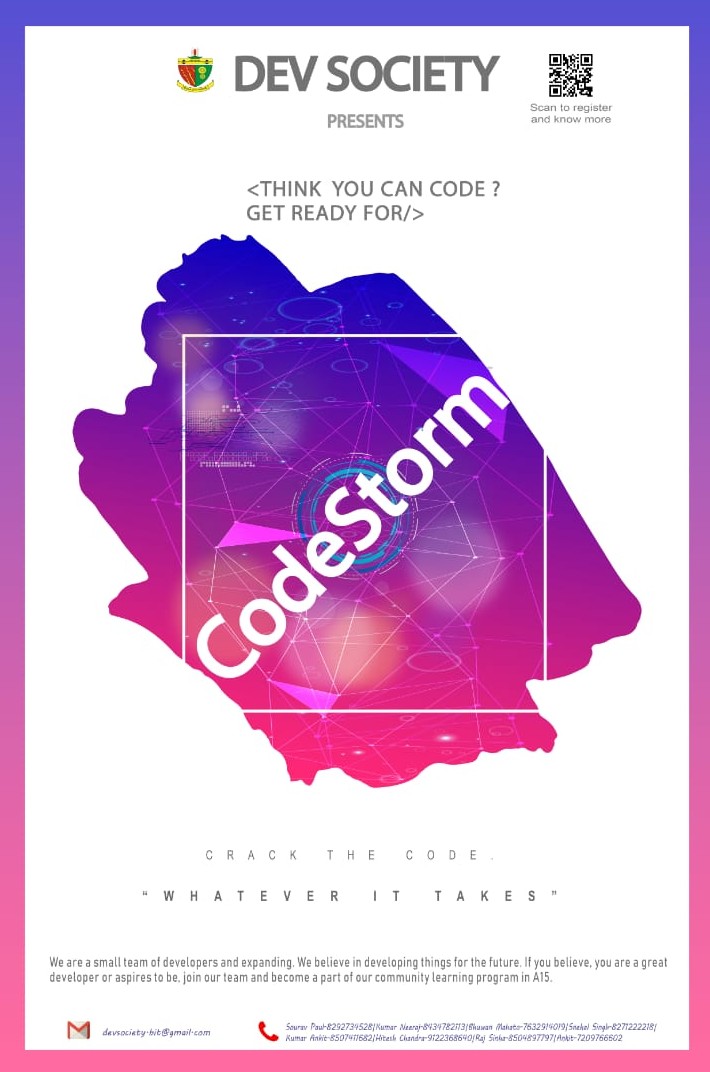 DEV SOCIETY
PRESENTS
Scan to register
and know more
<THINK YOU CAN CODE ?
GET READY FOR/>
CodeStorm
CRACK THE CODE.
“WHATEVER IT TAKES”
We are a small team of developers and expanding. We believe in developing things for the future. If you believe, you are a great
developer or aspires to be, join our team and become a part of our community learning program in A15.
devsociety.hit@gmail.com
Sourav Paul-8292734528|Kumar Neeraj-8434782113|Bhuwan Mahato-7632914019|Snehal Singh-8271222218|
Kumar Ankit-8507411682|Hitesh Chandra-9122368640|Raj Sinha-8504897797|Ankit-7209766602